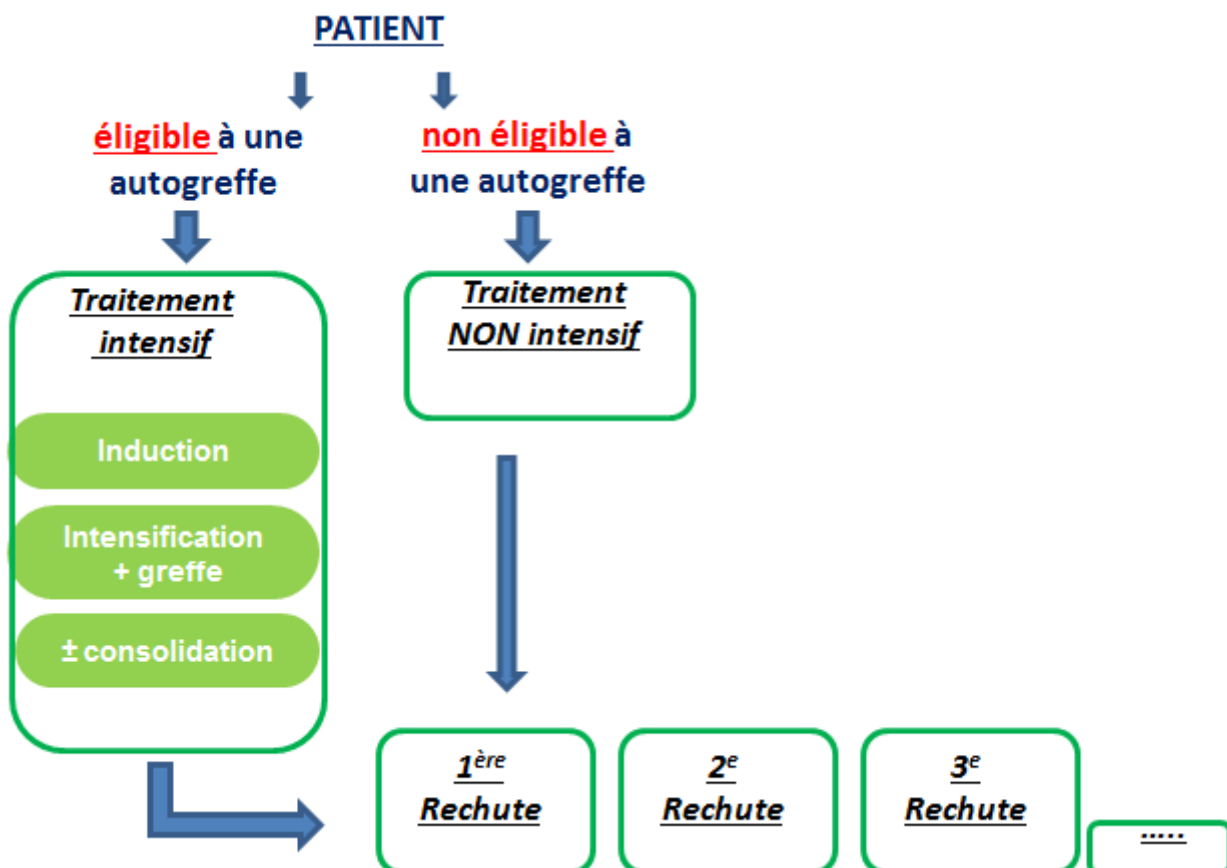 PATIENT
éligible à une
autogreffe
non éligible à
une autogreffe
Traitement
intensif
Induction
Intensification
+ greffe
± consolidation
Traitement
NON intensif
1ère
Rechute
2e
Rechute
3e
Rechute
.....